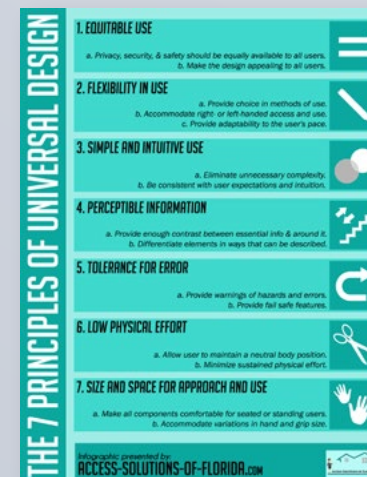 THE 7 PRINCIPLES OF UNIVERSAL DESIGN
1. EQUITABLE USE
a. Privacy, security, & safety should be equally available to all users.
b. Make the design appealing to all users.
2. FLEXIBILITY IN USE
a. Provide choice in methods of use.
b. Accommodate right- or left-handed access and use.
c. Provide adaptability to the user's pace.
3. SIMPLE AND INTUITIVE USE
a. Eliminate unnecessary complexity.
b. Be consistent with user expectations and intuition.
4. PERCEPTIBLE INFORMATION
a. Provide enough contrast between essential info & around it.
b. Differentiate elements in ways that can be described.
5. TOLERANCE FOR ERROR
a. Provide warnings of hazards and errors.
b. Provide fail safe features.
6. LOW PHYSICAL EFFORT
a. Allow user to maintain a neutral body position.
b. Minimize sustained physical effort.
7. SIZE AND SPACE FOR APPROACH AND USE
a. Make all components comfortable for seated or standing users.
b. Accommodate variations in hand and grip size.
Infographic presented by:
ACCESS-SOLUTIONS-OF-FLORIDA.COM